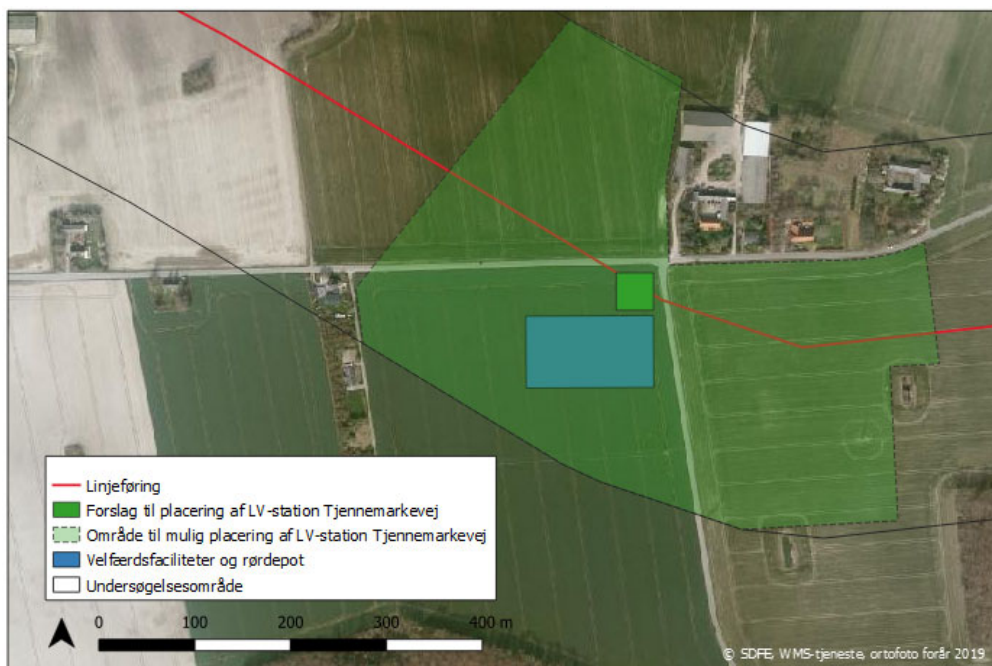 Linjeføring
Forslag til placering af LV-station Tjennemarkevej
Område til mulig placering af LV-station Tjennemarkevej
Velfærdsfaciliteter og rørdepot
Undersøgelsesområde
0 100 200 300 400 m
© SDFE, WMS-tjeneste, ortofoto forår 2019